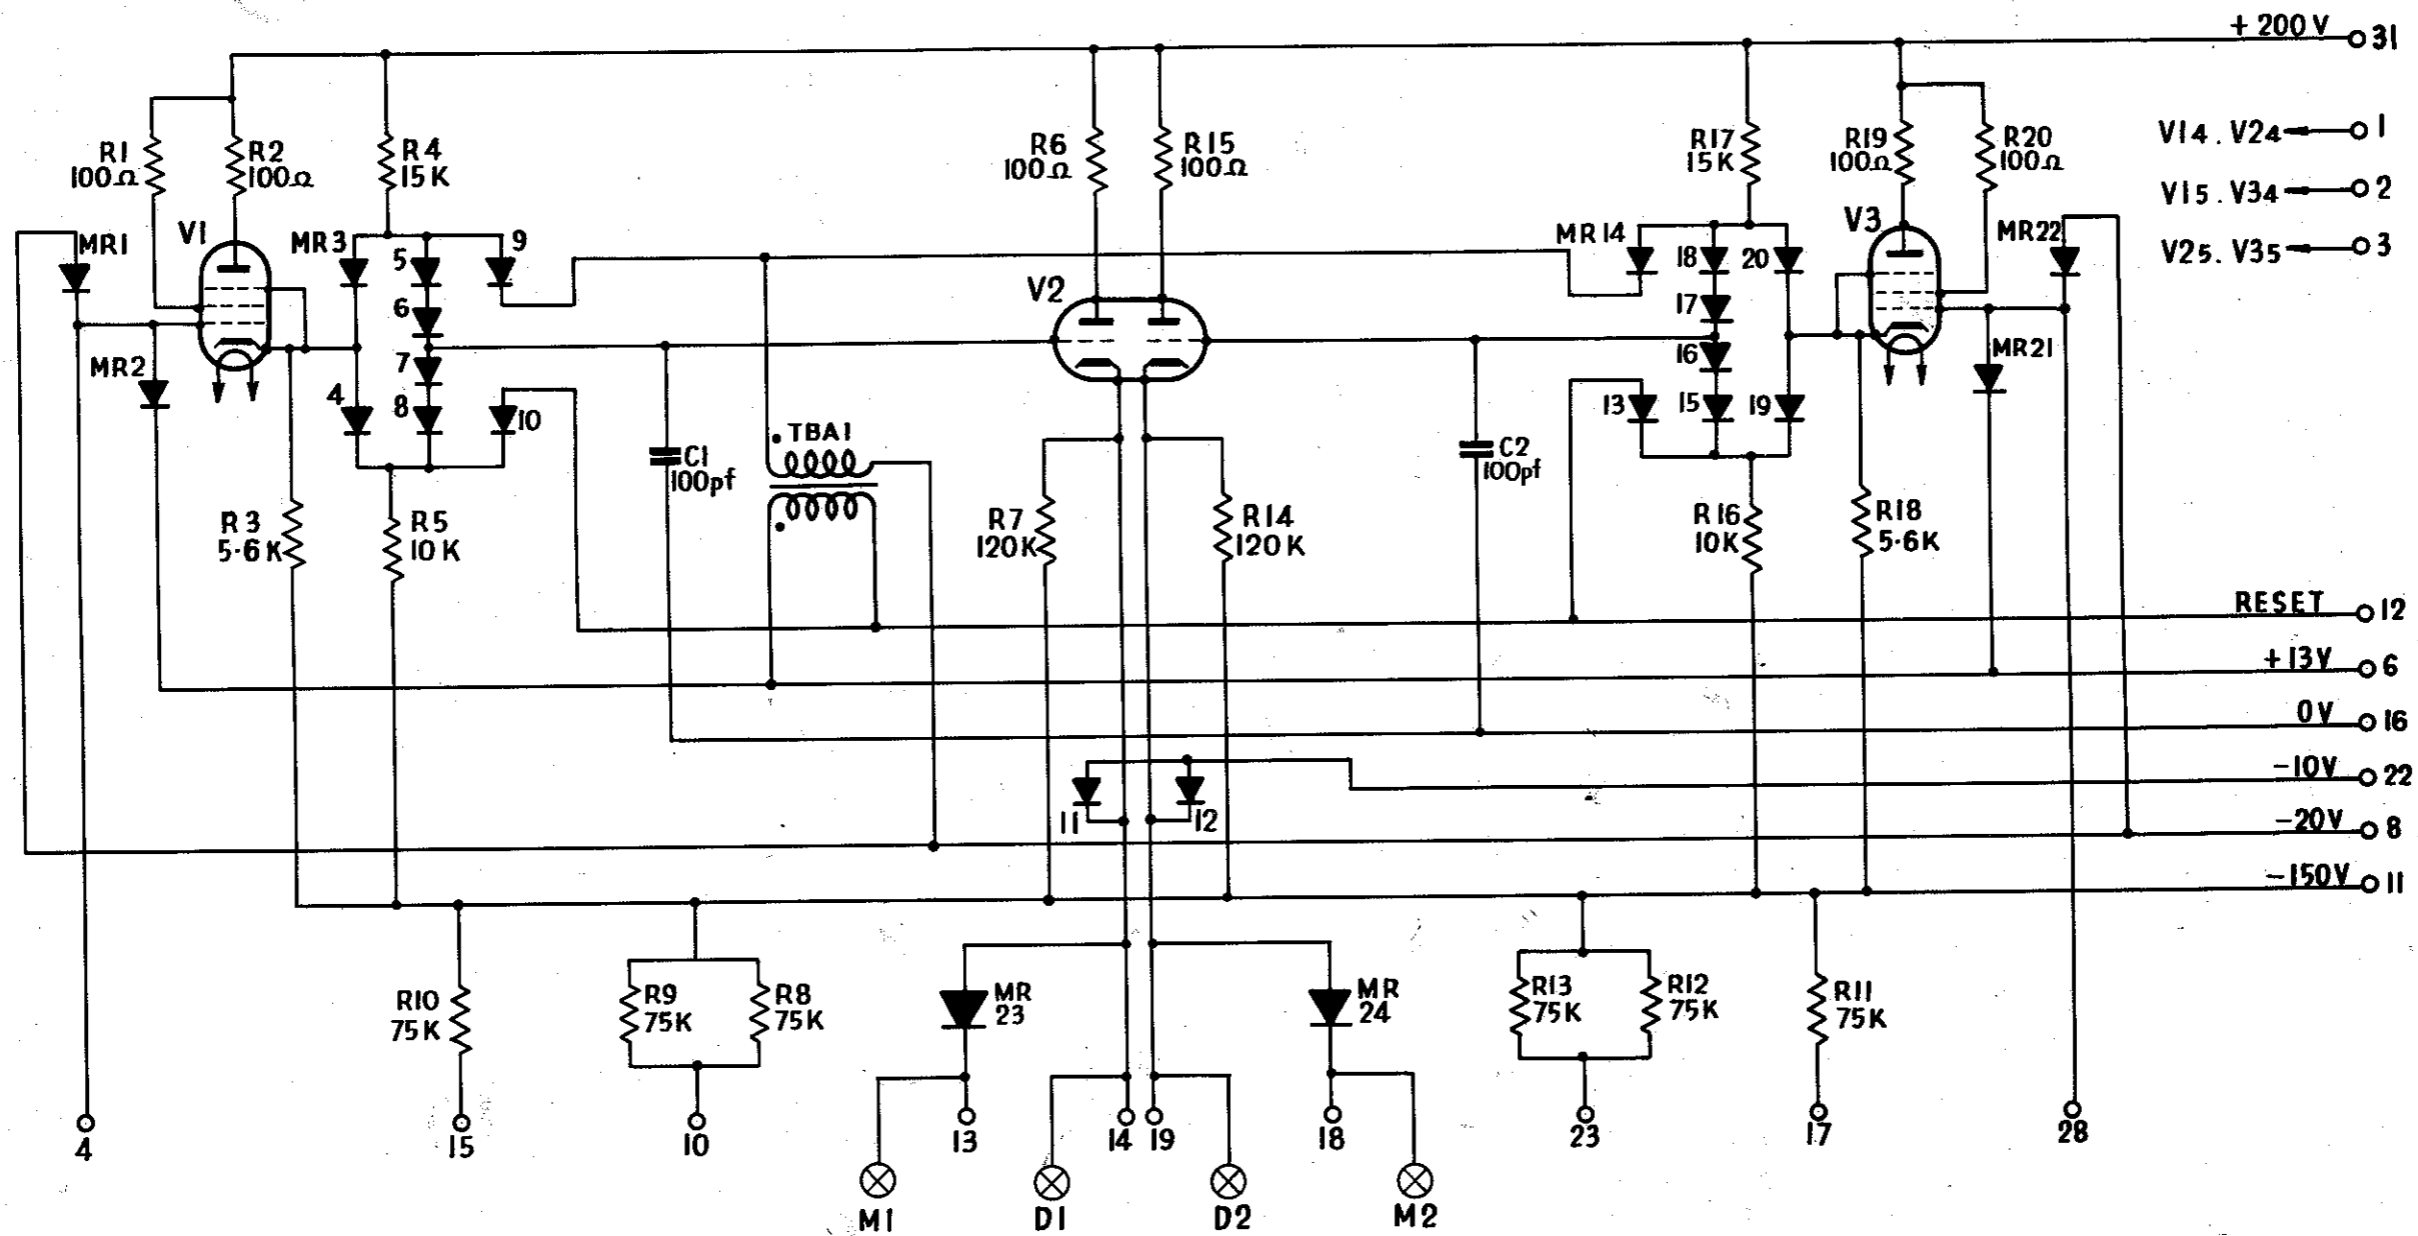 +200V 31
V14.V24 1
V15.V34 2
V25.V35 3
R1
100Ω
R2
100Ω
R4
15K
R6
100Ω
R15
100Ω
R17
15K
R19
100Ω
R20
100Ω
MR1
V1
MR3
5
9
V2
MR14
18
20
V3
MR22
6
17
MR2
4
7
8
10
16
13
15
19
MR21
TBA1
C1
100pf
C2
100pf
R3
5·6K
R5
10K
R7
120K
R14
120K
R16
10K
R18
5·6K
RESET 12
+13V 6
0V 16
-10V 22
11
12
-20V 8
-150V 11
R10
75K
R9
75K
R8
75K
MR
23
MR
24
R13
75K
R12
75K
R11
75K
4
15
10
13
14
19
18
23
17
28
M1
D1
D2
M2